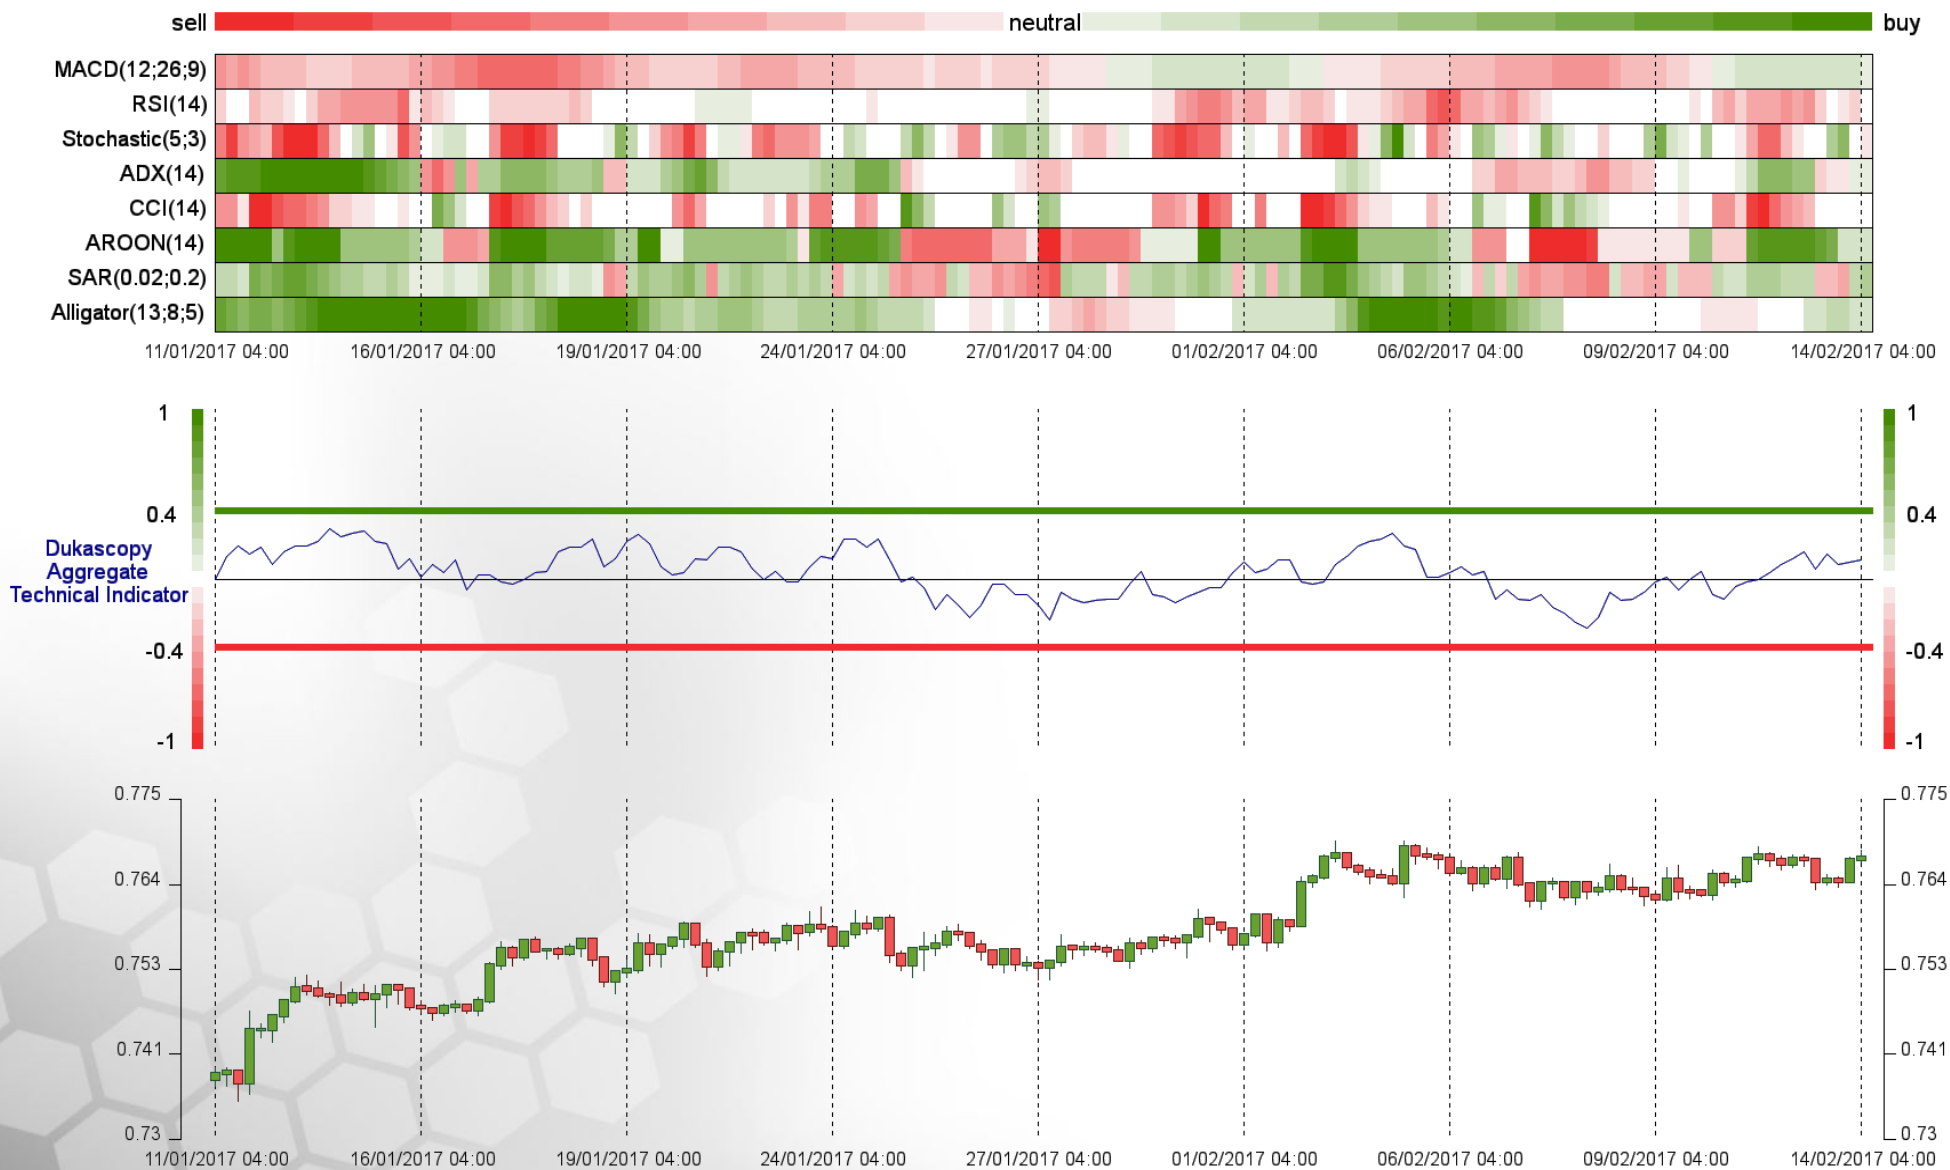 sell neutral buy
MACD(12;26;9)
RSI(14)
Stochastic(5;3)
ADX(14)
CCI(14)
AROON(14)
SAR(0.02;0.2)
Alligator(13;8;5)
11/01/2017 04:00 16/01/2017 04:00 19/01/2017 04:00 24/01/2017 04:00 27/01/2017 04:00 01/02/2017 04:00 06/02/2017 04:00 09/02/2017 04:00 14/02/2017 04:00
1 1
0.4 0.4
Dukascopy
Aggregate
Technical Indicator
-0.4 -0.4
-1 -1
0.775 0.775
0.764 0.764
0.753 0.753
0.741 0.741
0.73 0.73
11/01/2017 04:00 16/01/2017 04:00 19/01/2017 04:00 24/01/2017 04:00 27/01/2017 04:00 01/02/2017 04:00 06/02/2017 04:00 09/02/2017 04:00 14/02/2017 04:00